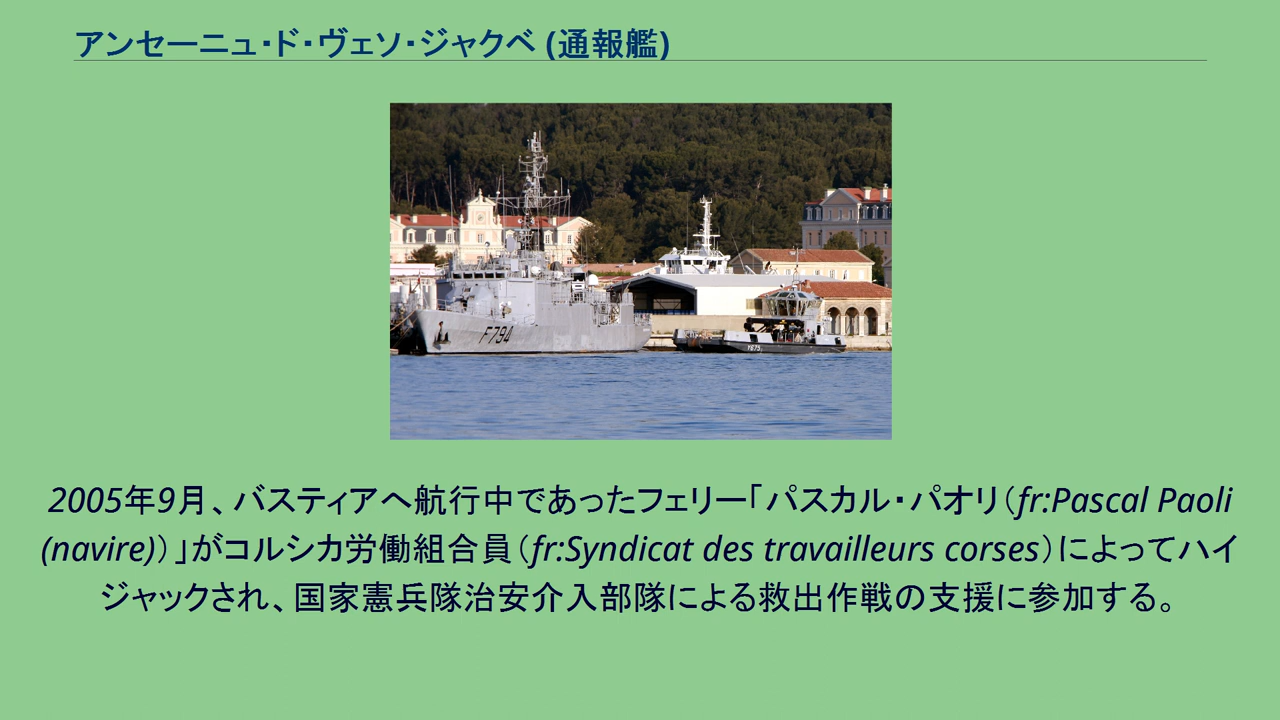 アンセーニュ・ド・ヴェソ・ジャクベ (通報艦)
F794
Y675
2005年9月、バスティアへ航行中であったフェリー「パスカル・パオリ（fr:Pascal Paoli
(navire)）」がコルシカ労働組合員（fr:Syndicat des travailleurs corses）によってハイ
ジャックされ、国家憲兵隊治安介入部隊による救出作戦の支援に参加する。